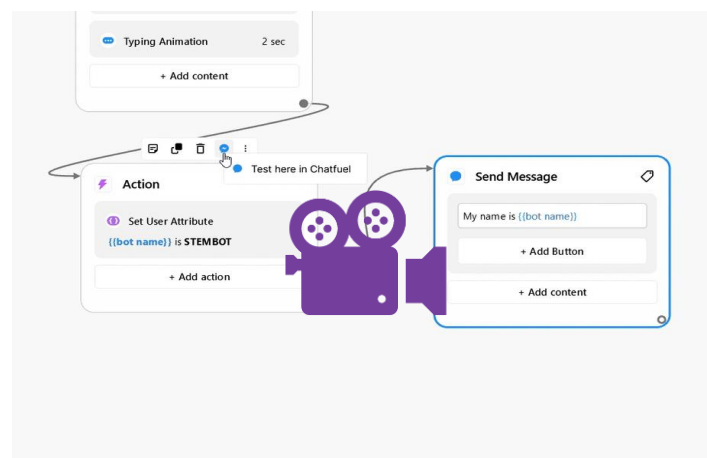 Typing Animation 2 sec
+ Add content
Test here in Chatfuel
Action
Set User Attribute
{{bot name}} is STEMBOT
+ Add action
Send Message
My name is {{bot name}}
+ Add Button
+ Add content